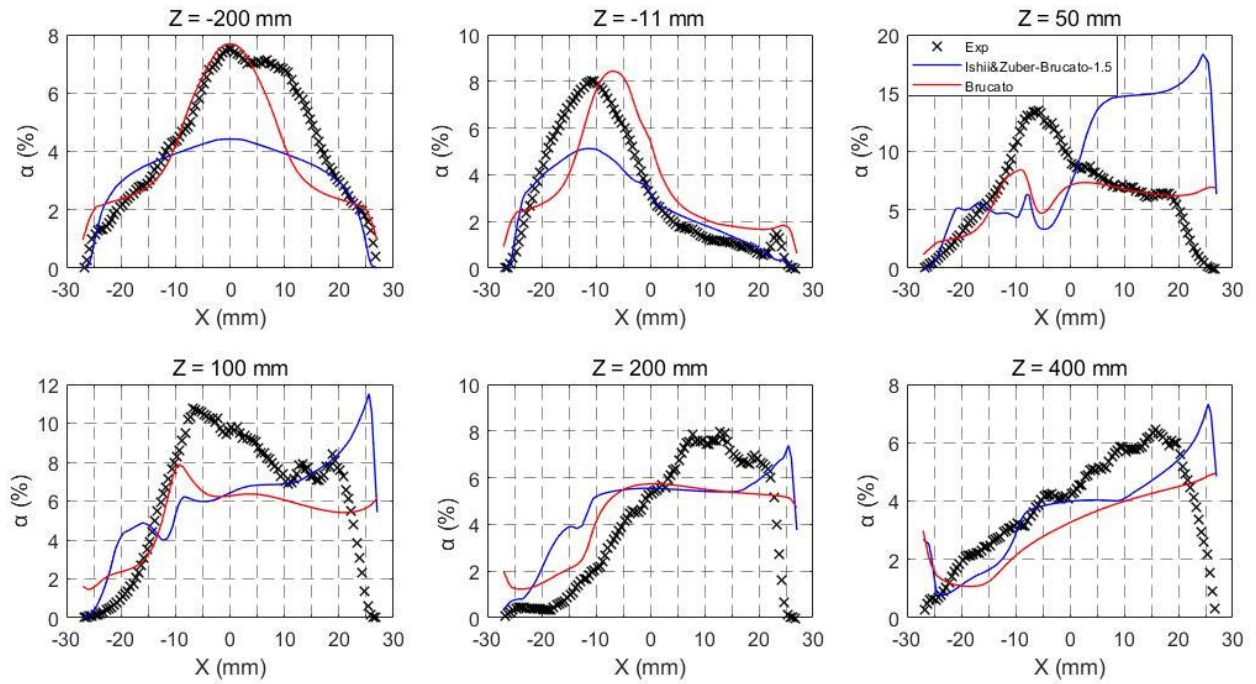 Z = -200 mm
α (%)
8
6
4
2
0
-30 -20 -10 0 10 20 30
X (mm)
Z = -11 mm
α (%)
10
8
6
4
2
0
-30 -20 -10 0 10 20 30
X (mm)
Z = 50 mm
α (%)
20
15
10
5
0
Exp
Ishii&Zuber-Brucato-1.5
Brucato
-30 -20 -10 0 10 20 30
X (mm)
Z = 100 mm
α (%)
12
10
8
6
4
2
0
-30 -20 -10 0 10 20 30
X (mm)
Z = 200 mm
α (%)
10
8
6
4
2
0
-30 -20 -10 0 10 20 30
X (mm)
Z = 400 mm
α (%)
8
6
4
2
0
-30 -20 -10 0 10 20 30
X (mm)